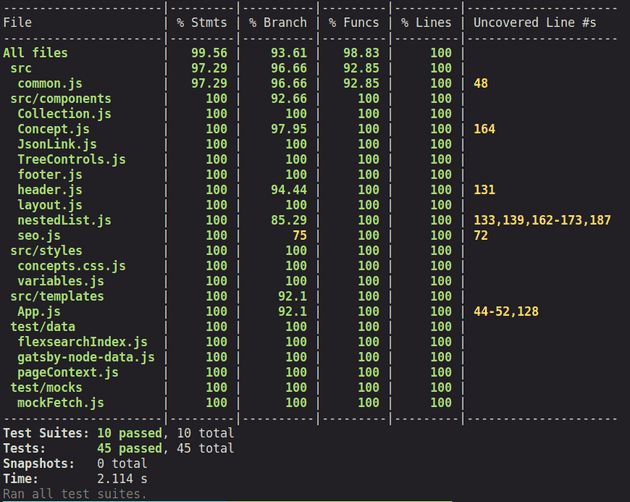 ----------------------|---------|----------|---------|---------|---------------------
File                  | % Stmts | % Branch | % Funcs | % Lines | Uncovered Line #s
----------------------|---------|----------|---------|---------|---------------------
All files             |   99.56 |    93.61 |   98.83 |     100 |
 src                  |   97.29 |    96.66 |   92.85 |     100 |
  common.js           |   97.29 |    96.66 |   92.85 |     100 | 48
 src/components       |     100 |    92.66 |     100 |     100 |
  Collection.js       |     100 |      100 |     100 |     100 |
  Concept.js          |     100 |    97.95 |     100 |     100 | 164
  JsonLink.js         |     100 |      100 |     100 |     100 |
  TreeControls.js     |     100 |      100 |     100 |     100 |
  footer.js           |     100 |      100 |     100 |     100 |
  header.js           |     100 |    94.44 |     100 |     100 | 131
  layout.js           |     100 |      100 |     100 |     100 |
  nestedList.js       |     100 |    85.29 |     100 |     100 | 133,139,162-173,187
  seo.js              |     100 |       75 |     100 |     100 | 72
 src/styles           |     100 |      100 |     100 |     100 |
  concepts.css.js     |     100 |      100 |     100 |     100 |
  variables.js        |     100 |      100 |     100 |     100 |
 src/templates        |     100 |     92.1 |     100 |     100 |
  App.js              |     100 |     92.1 |     100 |     100 | 44-52,128
 test/data            |     100 |      100 |     100 |     100 |
  flexsearchIndex.js  |     100 |      100 |     100 |     100 |
  gatsby-node-data.js |     100 |      100 |     100 |     100 |
  pageContext.js      |     100 |      100 |     100 |     100 |
 test/mocks           |     100 |      100 |     100 |     100 |
  mockFetch.js        |     100 |      100 |     100 |     100 |
----------------------|---------|----------|---------|---------|---------------------
Test Suites: 10 passed, 10 total
Tests:       45 passed, 45 total
Snapshots:   0 total
Time:        2.114 s
Ran all test suites.